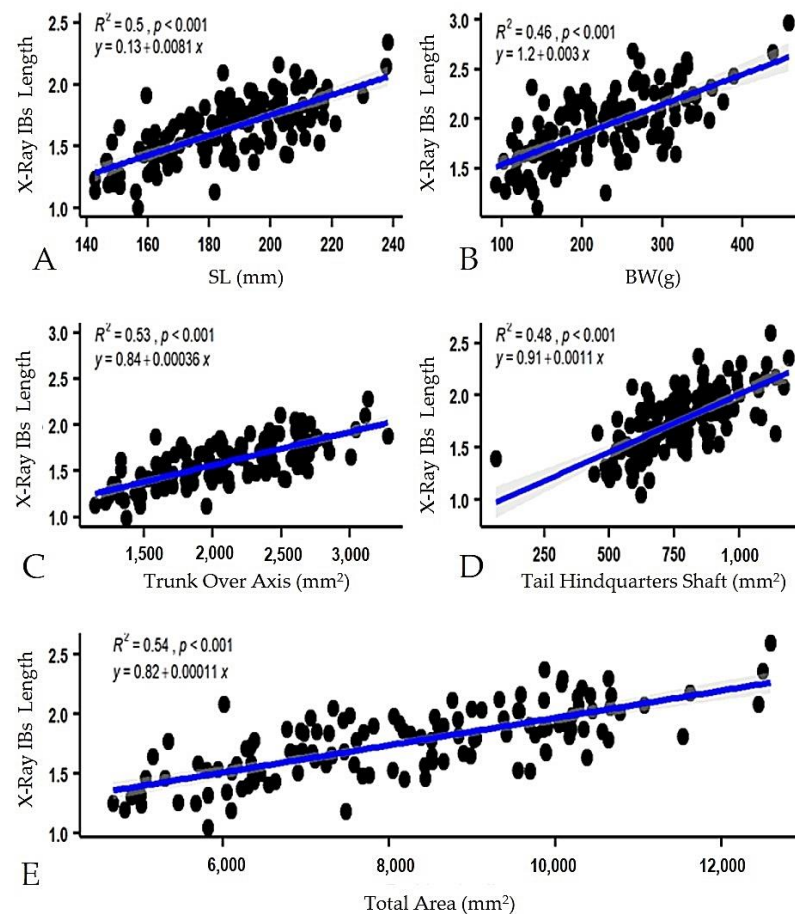 R² = 0.5 , p < 0.001
y = 0.13 + 0.0081 x
X-Ray IBs Length
2.5
2.0
1.5
1.0
140 160 180 200 220 240
A
SL (mm)
R² = 0.46 , p < 0.001
y = 1.2 + 0.003 x
X-Ray IBs Length
3.0
2.5
2.0
1.5
100 200 300 400
B
BW(g)
R² = 0.53 , p < 0.001
y = 0.84 + 0.00036 x
X-Ray IBs Length
3.0
2.5
2.0
1.5
1.0
1,500 2,000 2,500 3,000
C
Trunk Over Axis (mm²)
R² = 0.48 , p < 0.001
y = 0.91 + 0.0011 x
X-Ray IBs Length
2.5
2.0
1.5
1.0
250 500 750 1,000
D
Tail Hindquarters Shaft (mm²)
R² = 0.54 , p < 0.001
y = 0.82 + 0.00011 x
X-Ray IBs Length
2.5
2.0
1.5
1.0
6,000 8,000 10,000 12,000
E
Total Area (mm²)